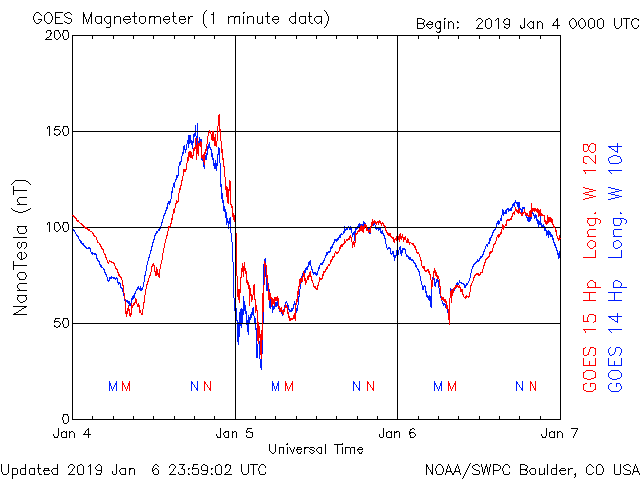 GOES Magnetometer (1 minute data)
Begin: 2019 Jan 4 0000 UTC
200
150
100
50
0
NanoTesla (nT)
M M N N M M N N M M N N
Jan 4 Jan 5 Jan 6 Jan 7
Universal Time
GOES 15 Hp Long. W 128
GOES 14 Hp Long. W 104
Updated 2019 Jan 6 23:59:02 UTC
NOAA/SWPC Boulder, CO USA